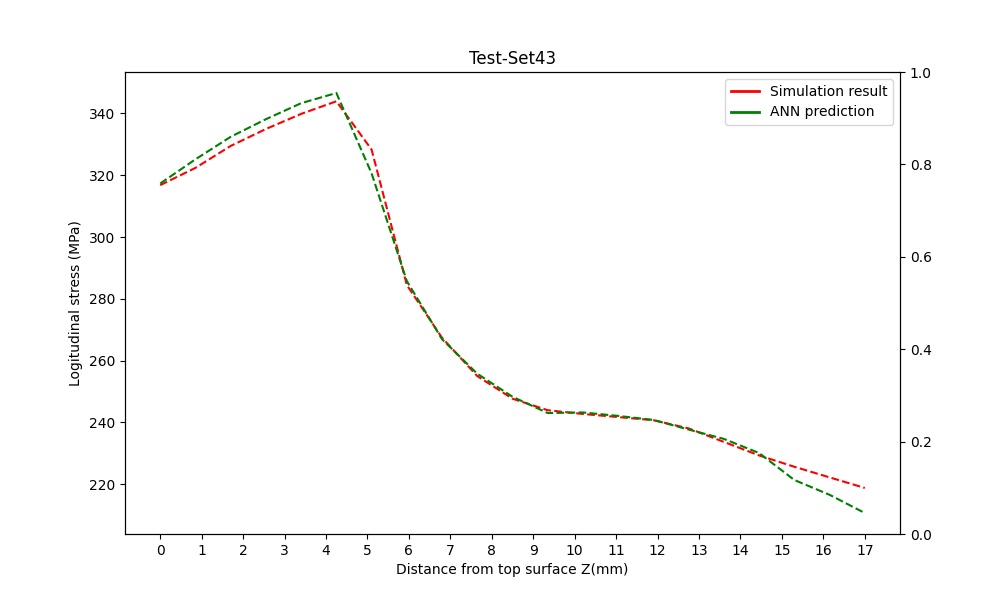 Test-Set43
Simulation result
ANN prediction
Logitudinal stress (MPa)
340
320
300
280
260
240
220
1.0
0.8
0.6
0.4
0.2
0.0
0 1 2 3 4 5 6 7 8 9 10 11 12 13 14 15 16 17
Distance from top surface Z(mm)